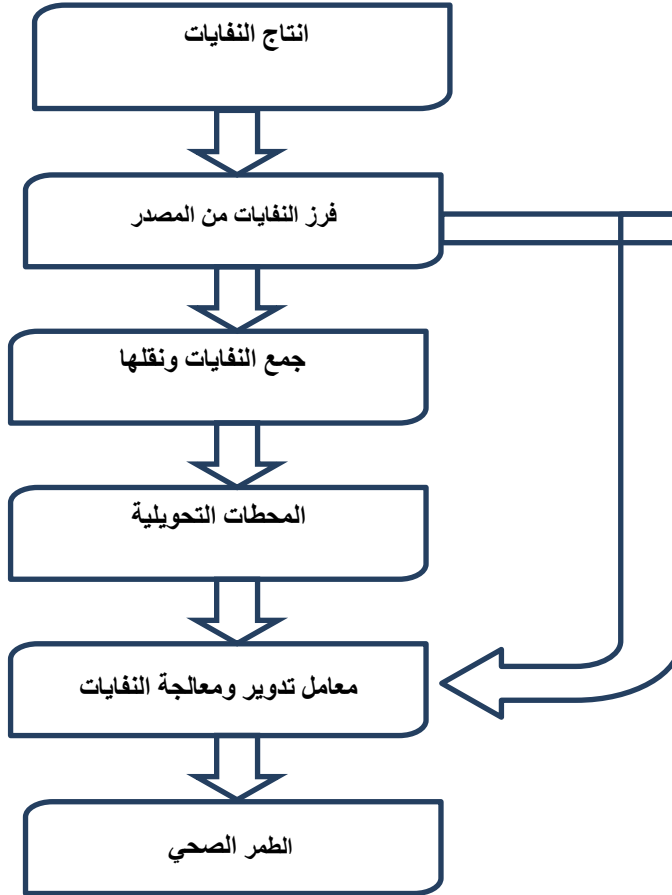 انتاج النفايات
فرز النفايات من المصدر
جمع النفايات ونقلها
المحطات التحويلية
معامل تدوير ومعالجة النفايات
الطمر الصحي